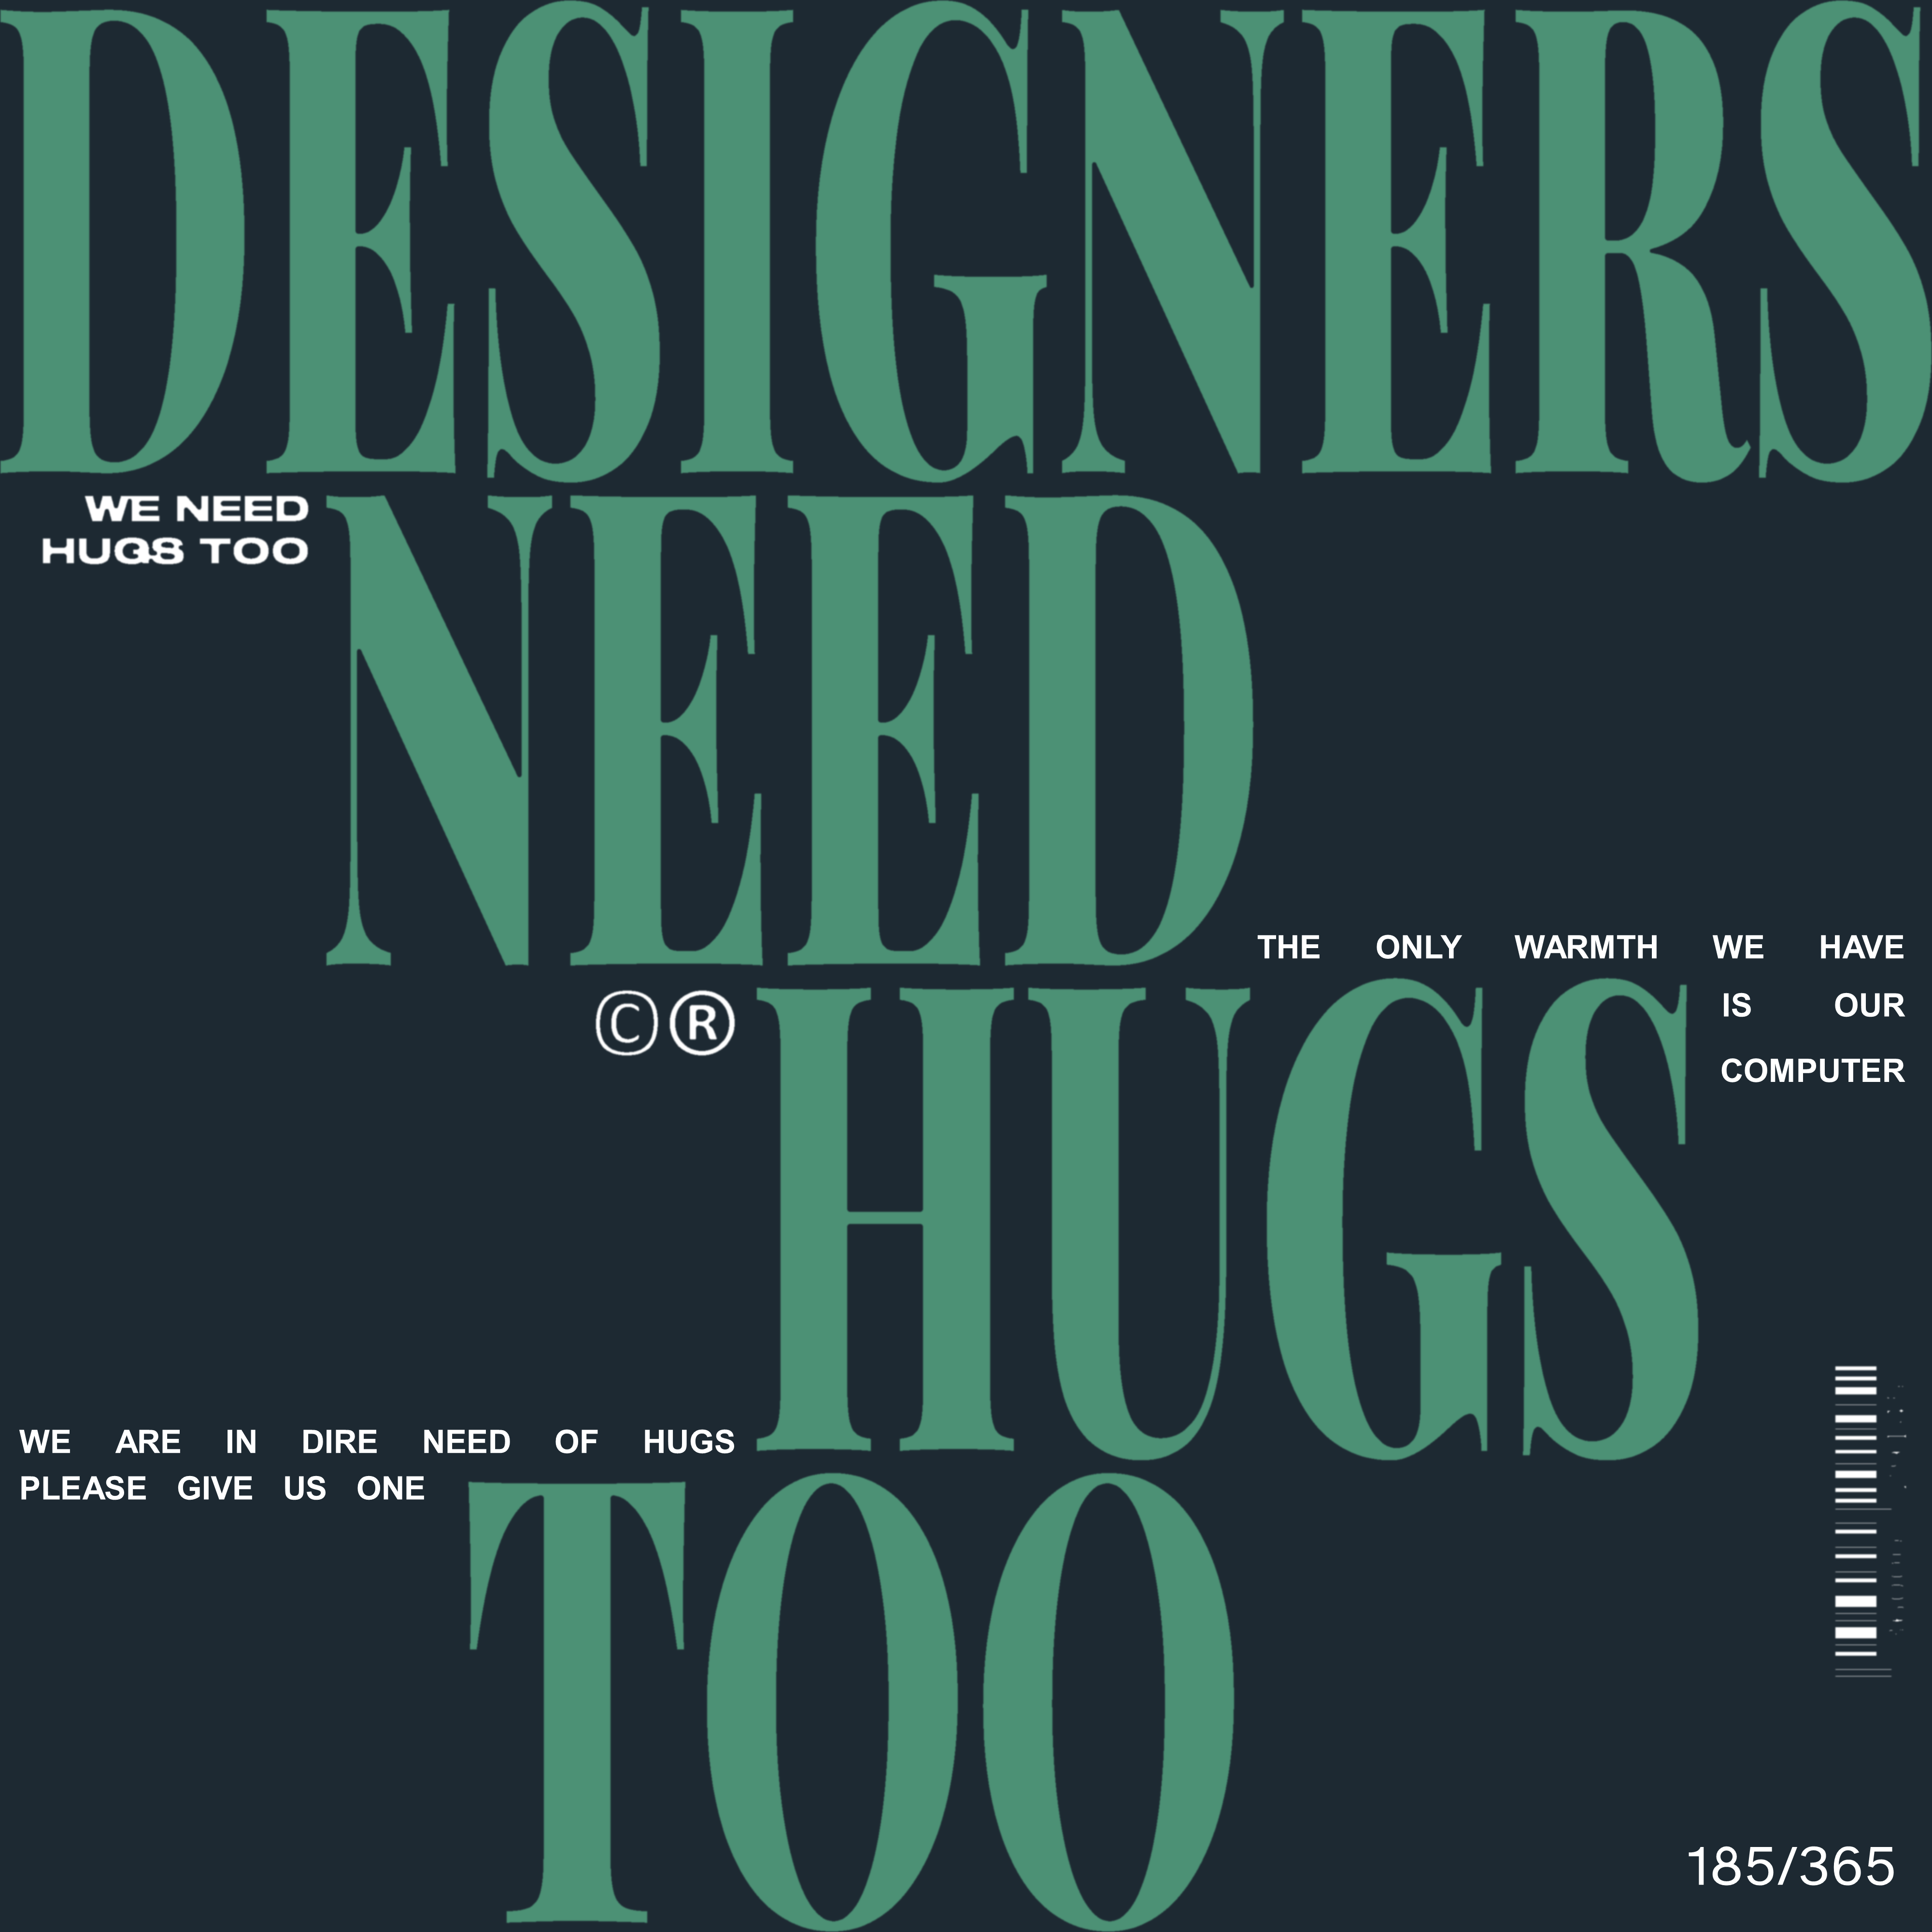 DESIGNERS
WE NEED
HUGS TOO
NEED
THE ONLY WARMTH WE HAVE
IS OUR
COMPUTER
©®
HUGS
WE ARE IN DIRE NEED OF HUGS
PLEASE GIVE US ONE
TOO
185/365